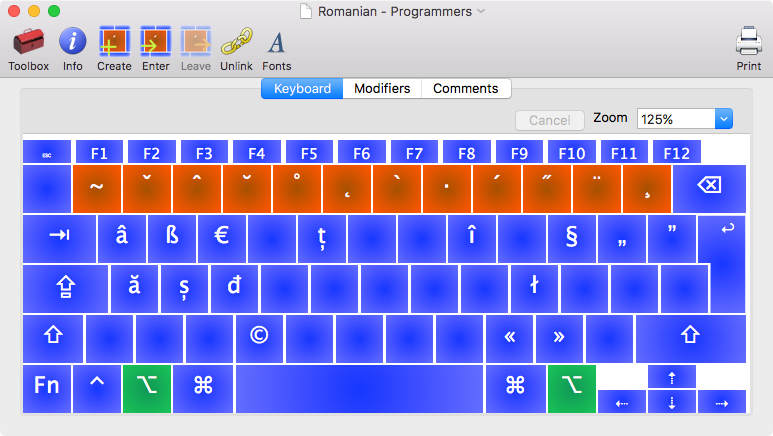 Romanian - Programmers
Toolbox Info Create Enter Leave Unlink Fonts Print
Keyboard Modifiers Comments
Cancel Zoom 125%
esc F1 F2 F3 F4 F5 F6 F7 F8 F9 F10 F11 F12
~ ˇ ^ ˘ ° ˛ ` · ´ ˝ ¨ ¸ ⌫
⇥ â ß € ț î § „ ” ↩
⇪ ă ș đ ł
⇧ © « » ⇧
Fn ^ ⌥ ⌘ ⌘ ⌥ ⇡
⇠ ⇣ ⇢